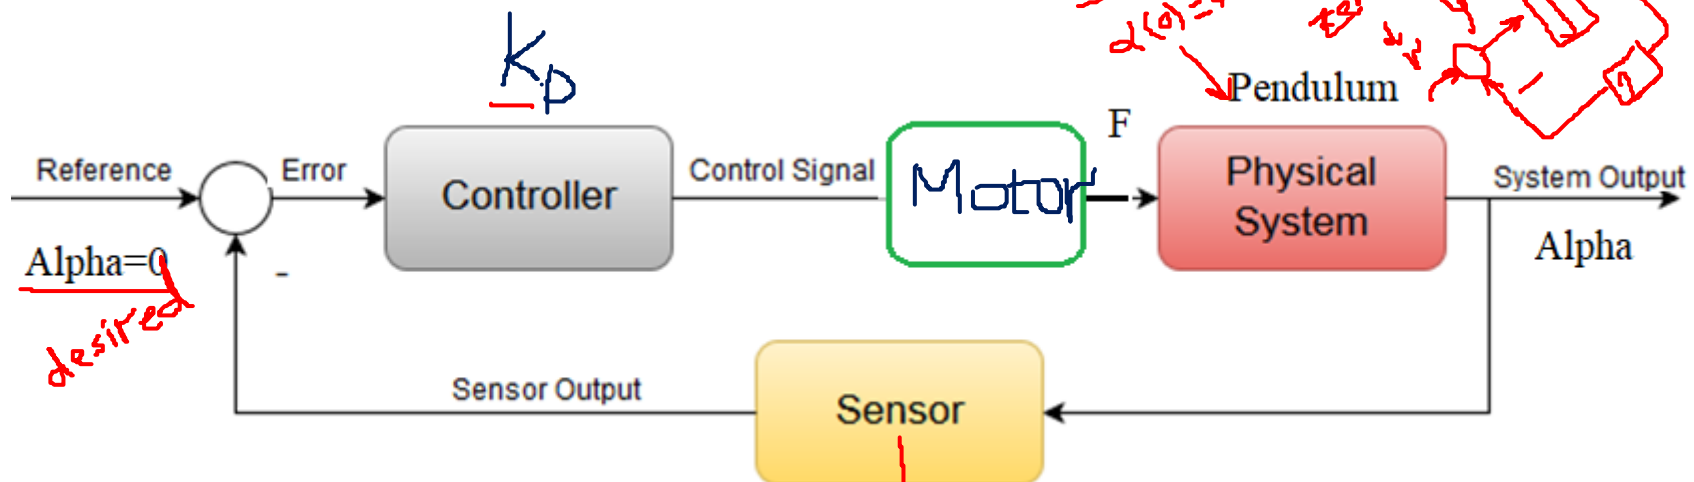 Kp
α(0)=
Pendulum
F
Reference
Error
Controller
Control Signal
Motor
Physical
System
System Output
Alpha=0
-
Alpha
desired
Sensor Output
Sensor